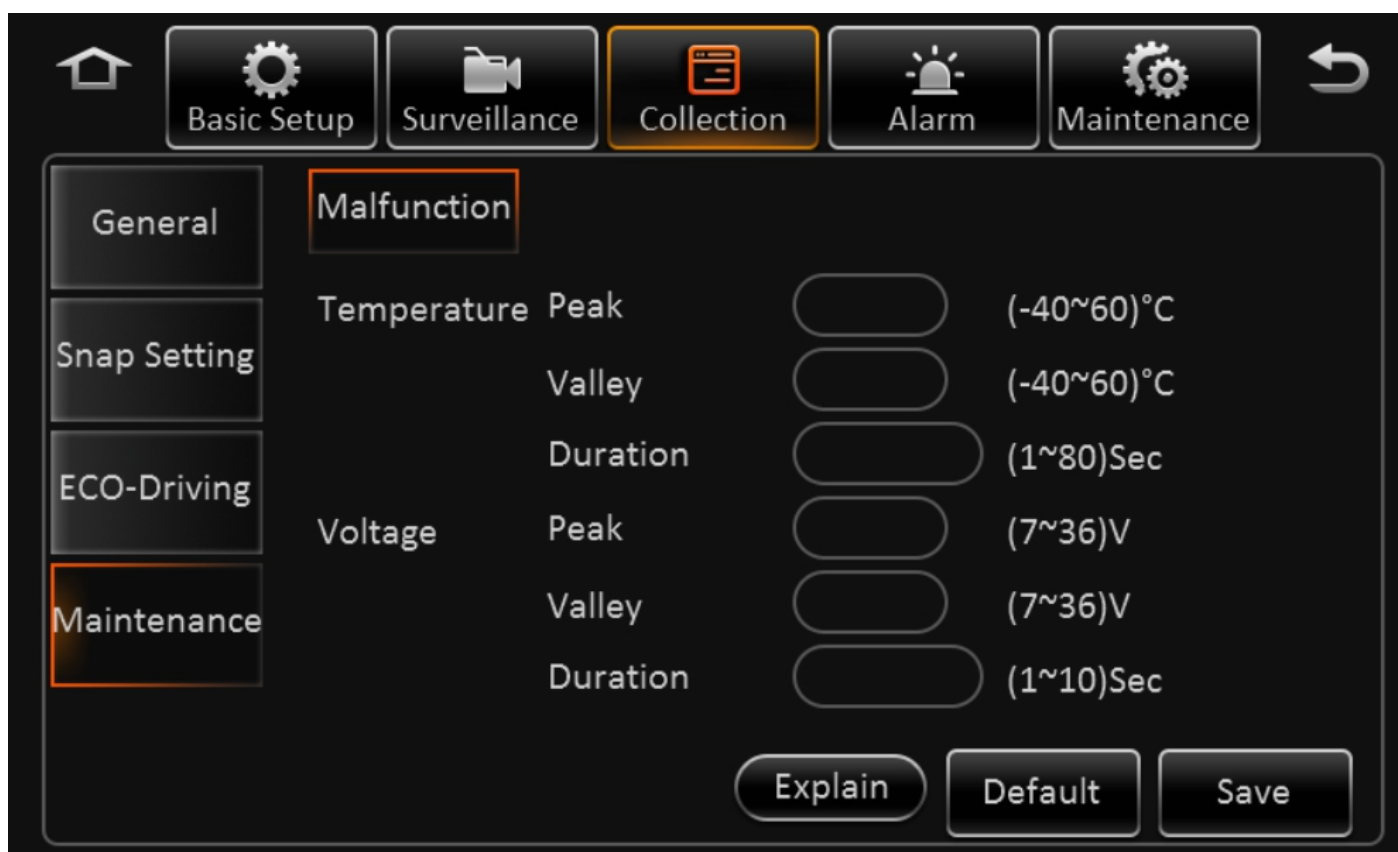 Basic Setup Surveillance Collection Alarm Maintenance
General
Snap Setting
ECO-Driving
Maintenance
Malfunction
Temperature Peak (-40~60)°C
Valley (-40~60)°C
Duration (1~80)Sec
Voltage Peak (7~36)V
Valley (7~36)V
Duration (1~10)Sec
Explain Default Save